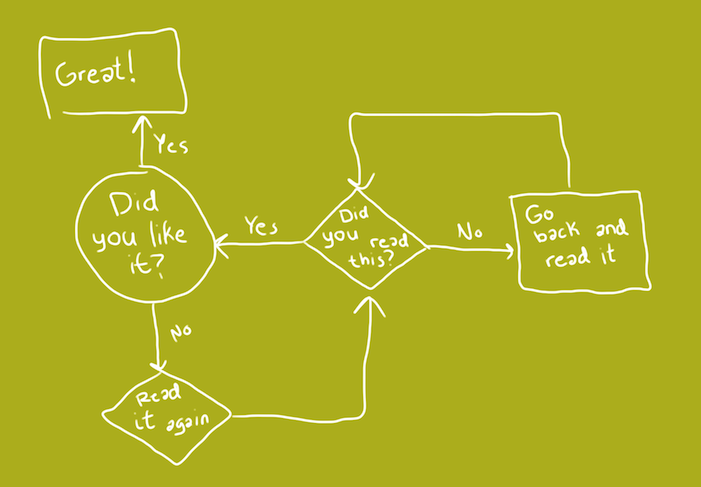 Great!
Yes
Did
you like
it?
Yes
Did
you read
this?
No
Go
back and
read it
No
Read
it again